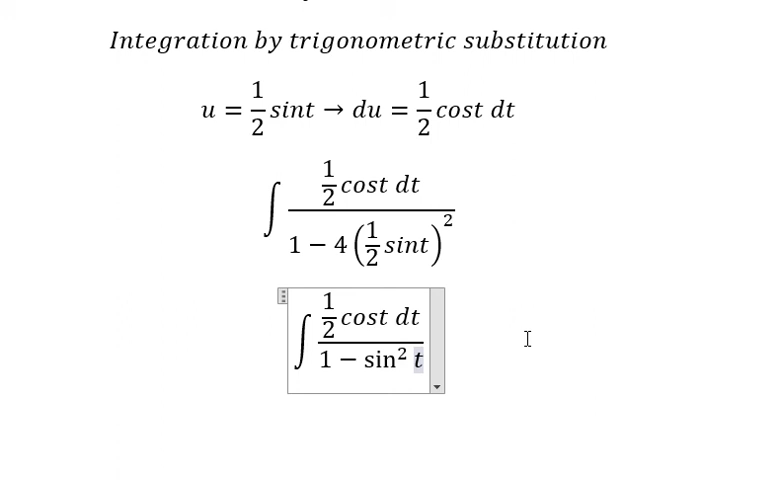 Integration by trigonometric substitution
u = 1/2 sint → du = 1/2 cost dt
∫ (1/2 cost dt) / (1 − 4(1/2 sint)²)
∫ (1/2 cost dt) / (1 − sin² t)